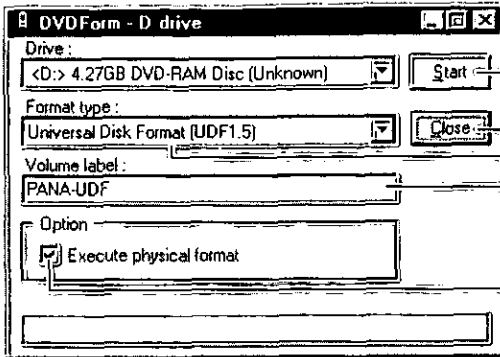 DVDForm - D drive
Drive :
<D:> 4.27GB DVD-RAM Disc (Unknown)
Start
Format type :
Universal Disk Format (UDF1.5)
Close
Volume label :
PANA-UDF
Option
Execute physical format